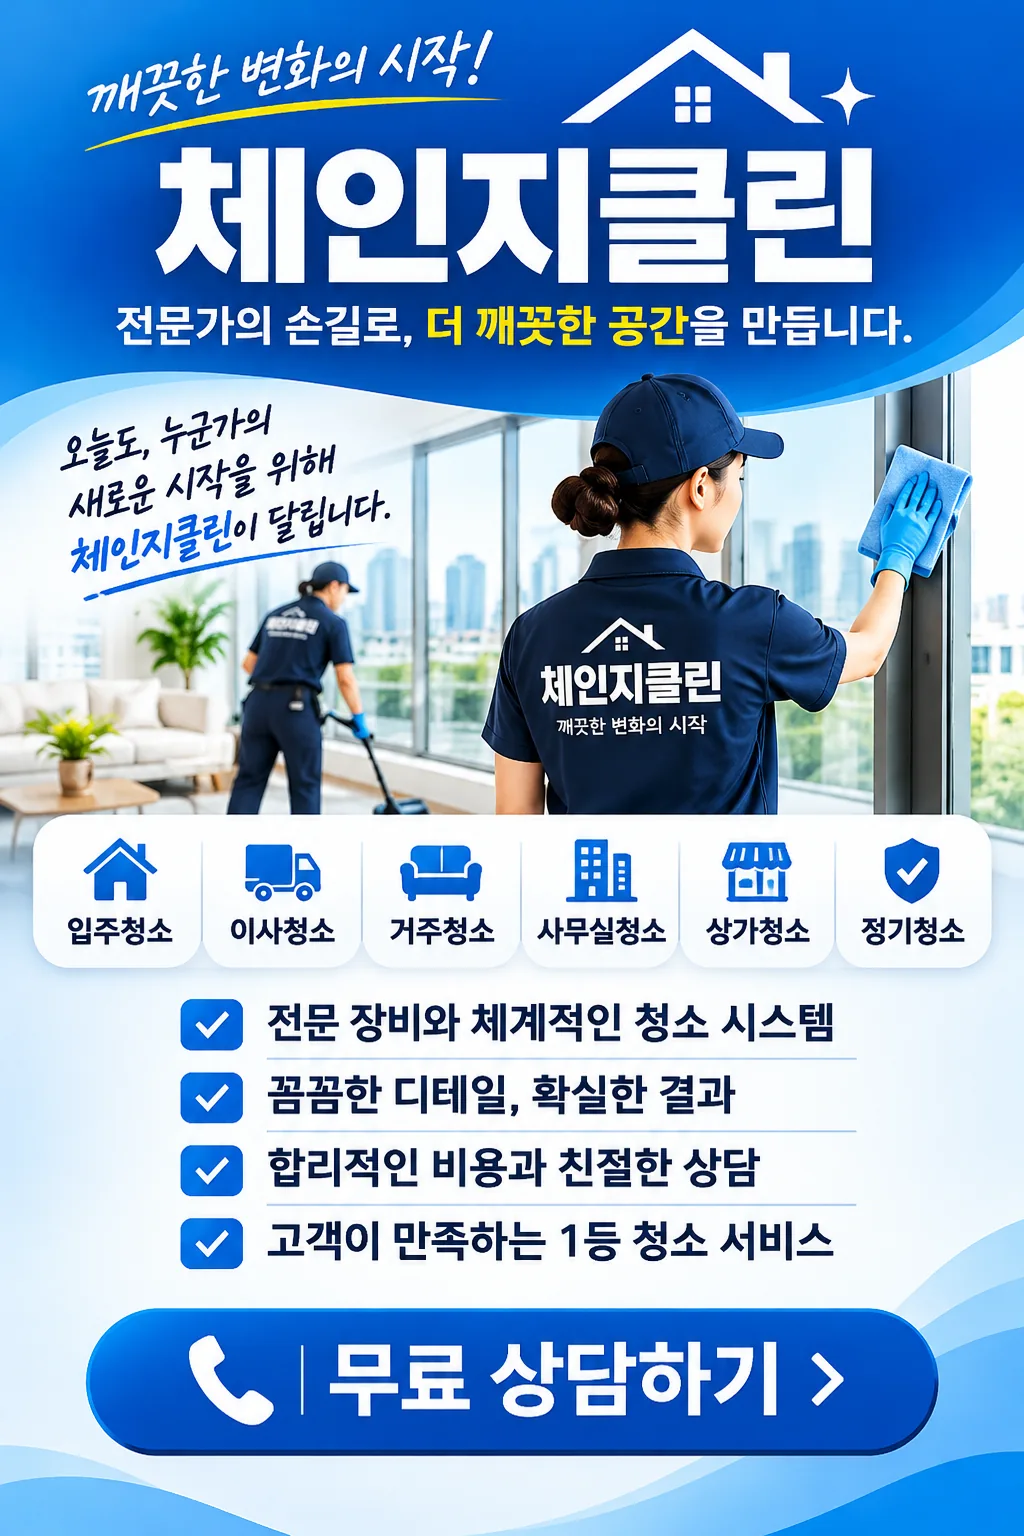 깨끗한 변화의 시작!
체인지클린
전문가의 손길로, 더 깨끗한 공간을 만듭니다.
오늘도, 누군가의
새로운 시작을 위해
체인지클린이 달립니다.
체인지클린
체인지클린
깨끗한 변화의 시작
입주청소
이사청소
거주청소
사무실청소
상가청소
정기청소
전문 장비와 체계적인 청소 시스템
꼼꼼한 디테일, 확실한 결과
합리적인 비용과 친절한 상담
고객이 만족하는 1등 청소 서비스
무료 상담하기